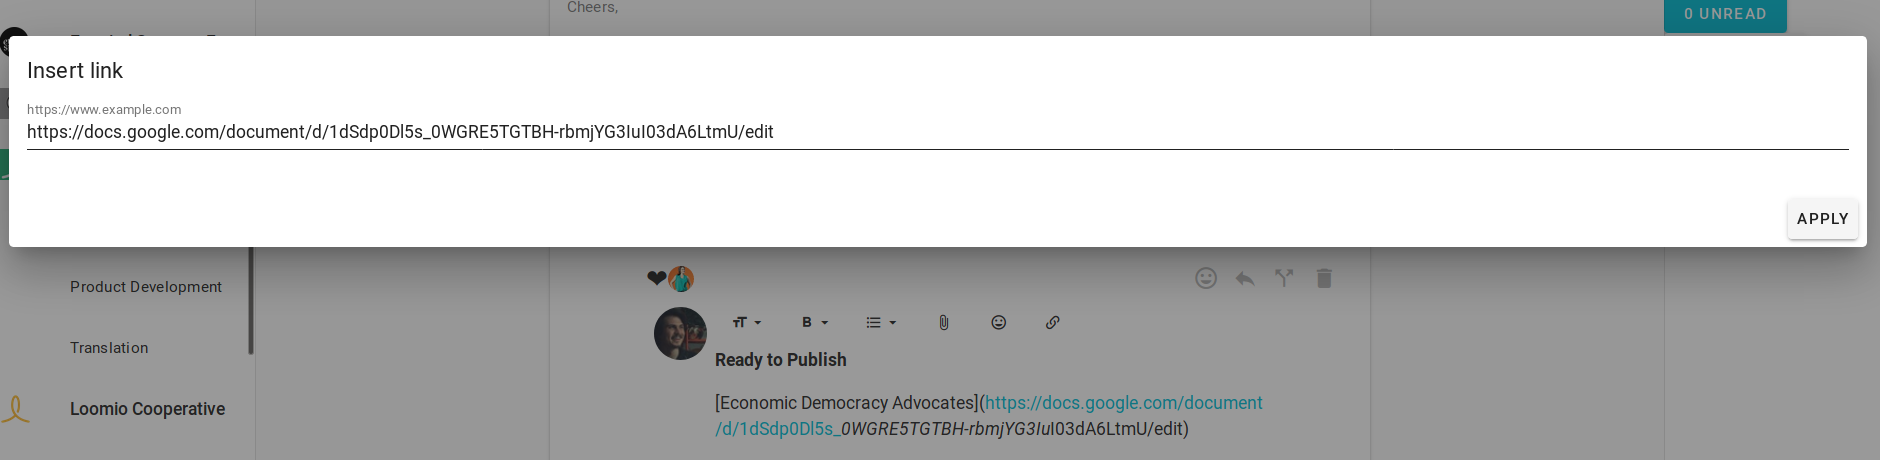 Cheers,
0 UNREAD
Insert link
https://www.example.com
https://docs.google.com/document/d/1dSdp0Dl5s_0WGRE5TGTBH-rbmjYG3IuI03dA6LtmU/edit
APPLY
Product Development
Translation
Loomio Cooperative
Ready to Publish
[Economic Democracy Advocates](https://docs.google.com/document
/d/1dSdp0Dl5s_0WGRE5TGTBH-rbmjYG3IuI03dA6LtmU/edit)